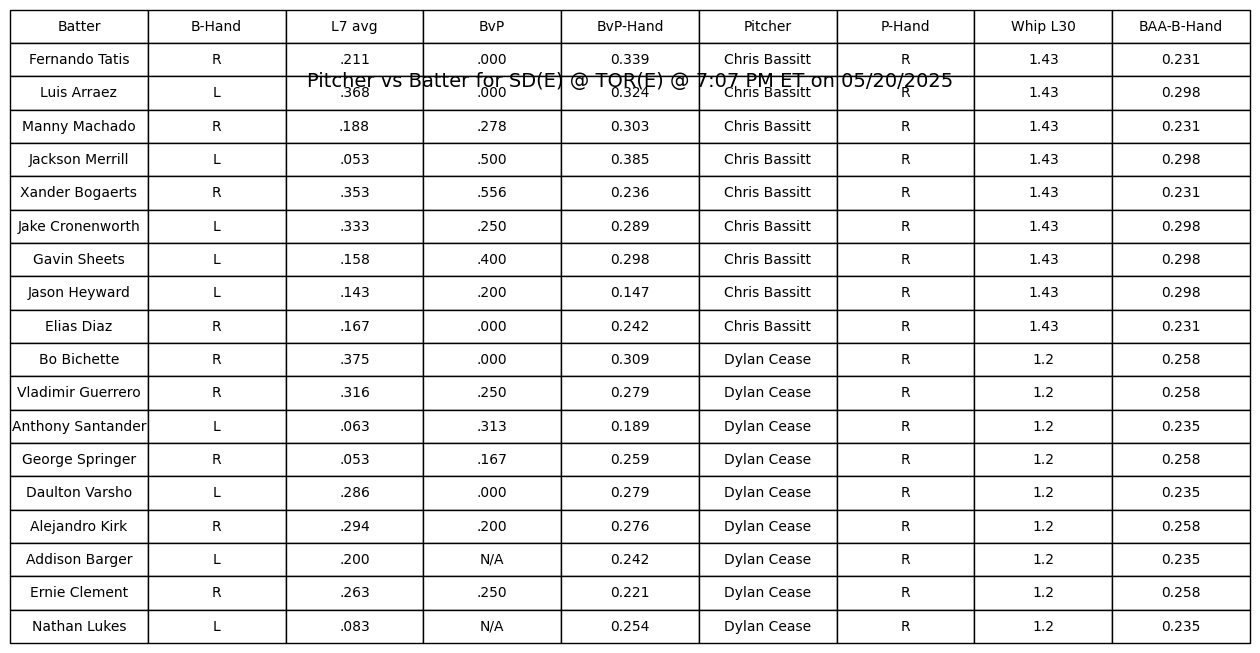 Batter B-Hand L7 avg BvP BvP-Hand Pitcher P-Hand Whip L30 BAA-B-Hand
Fernando Tatis R .211 .000 0.339 Chris Bassitt R 1.43 0.231
Pitcher vs Batter for SD(E) @ TOR(E) @ 7:07 PM ET on 05/20/2025
Luis Arraez L .368 .000 0.324 Chris Bassitt R 1.43 0.298
Manny Machado R .188 .278 0.303 Chris Bassitt R 1.43 0.231
Jackson Merrill L .053 .500 0.385 Chris Bassitt R 1.43 0.298
Xander Bogaerts R .353 .556 0.236 Chris Bassitt R 1.43 0.231
Jake Cronenworth L .333 .250 0.289 Chris Bassitt R 1.43 0.298
Gavin Sheets L .158 .400 0.298 Chris Bassitt R 1.43 0.298
Jason Heyward L .143 .200 0.147 Chris Bassitt R 1.43 0.298
Elias Diaz R .167 .000 0.242 Chris Bassitt R 1.43 0.231
Bo Bichette R .375 .000 0.309 Dylan Cease R 1.2 0.258
Vladimir Guerrero R .316 .250 0.279 Dylan Cease R 1.2 0.258
Anthony Santander L .063 .313 0.189 Dylan Cease R 1.2 0.235
George Springer R .053 .167 0.259 Dylan Cease R 1.2 0.258
Daulton Varsho L .286 .000 0.279 Dylan Cease R 1.2 0.235
Alejandro Kirk R .294 .200 0.276 Dylan Cease R 1.2 0.258
Addison Barger L .200 N/A 0.242 Dylan Cease R 1.2 0.235
Ernie Clement R .263 .250 0.221 Dylan Cease R 1.2 0.258
Nathan Lukes L .083 N/A 0.254 Dylan Cease R 1.2 0.235